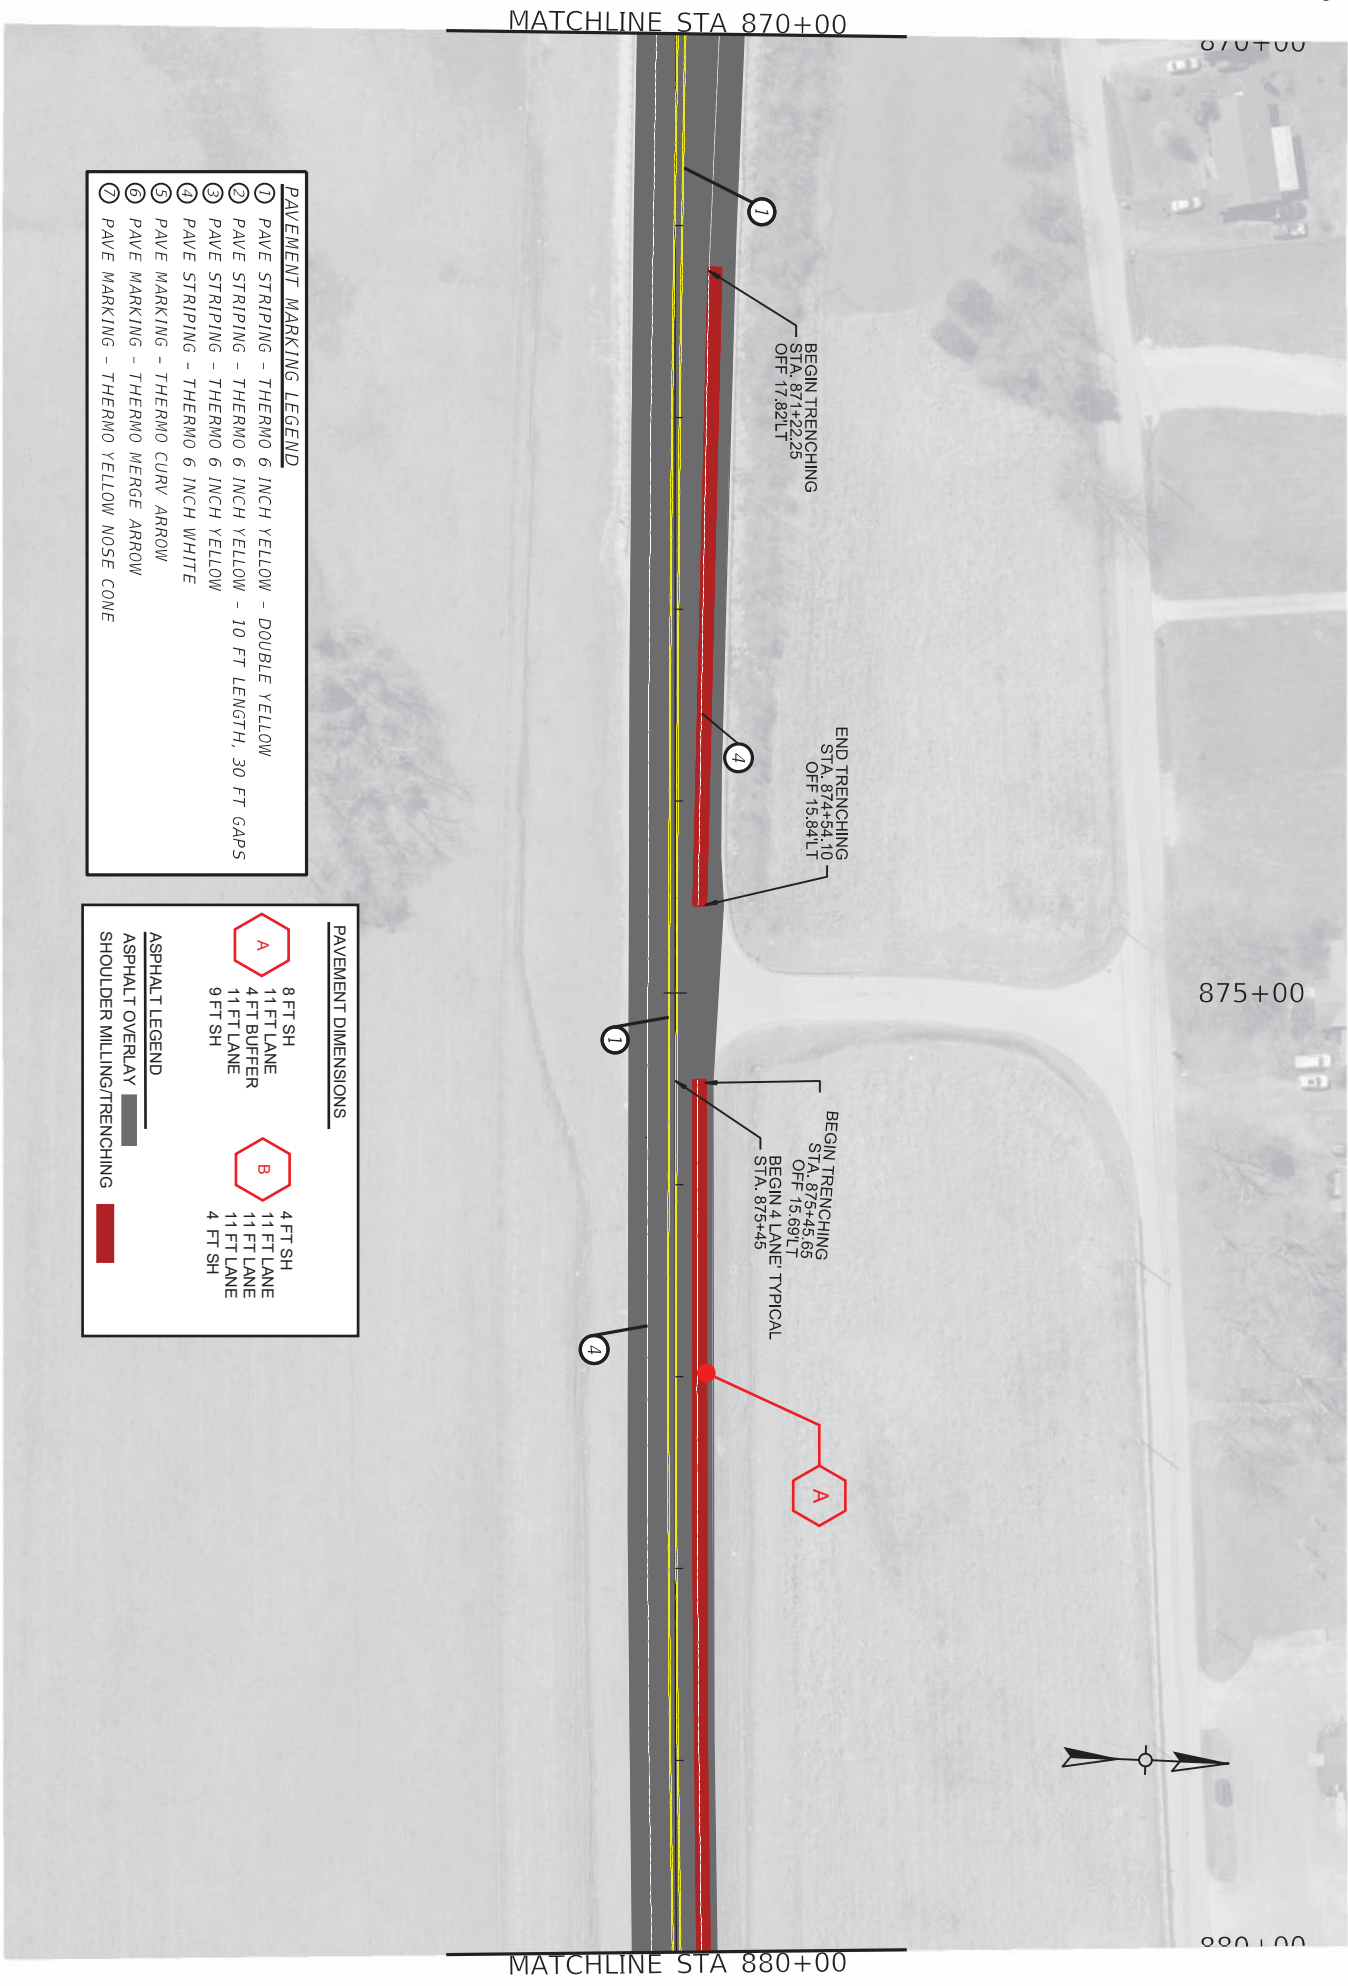 MATCHLINE STA 870+00
870+00
1
BEGIN TRENCHING
STA. 871+22.25
OFF 17.82'LT
4
END TRENCHING
STA. 874+54.10
OFF 15.84'LT
875+00
1
BEGIN TRENCHING
STA. 875+45.65
OFF 15.69'LT
BEGIN 4 LANE' TYPICAL
STA. 875+45
4
A
PAVEMENT MARKING LEGEND
1 PAVE STRIPING - THERMO 6 INCH YELLOW - DOUBLE YELLOW
2 PAVE STRIPING - THERMO 6 INCH YELLOW - 10 FT LENGTH, 30 FT GAPS
3 PAVE STRIPING - THERMO 6 INCH YELLOW
4 PAVE STRIPING - THERMO 6 INCH WHITE
5 PAVE MARKING - THERMO CURV ARROW
6 PAVE MARKING - THERMO MERGE ARROW
7 PAVE MARKING - THERMO YELLOW NOSE CONE
PAVEMENT DIMENSIONS
A
8 FT SH
11 FT LANE
4 FT BUFFER
11 FT LANE
9 FT SH
B
4 FT SH
11 FT LANE
11 FT LANE
11 FT LANE
4 FT SH
ASPHALT LEGEND
ASPHALT OVERLAY
SHOULDER MILLING/TRENCHING
880+00
MATCHLINE STA 880+00